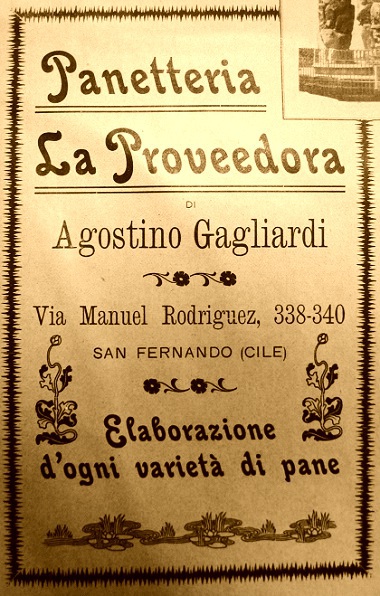 Panetteria
La Proveedora
DI
Agostino Gagliardi
Via Manuel Rodriguez, 338-340
SAN FERNANDO (CILE)
Elaborazione
d'ogni varietà di pane